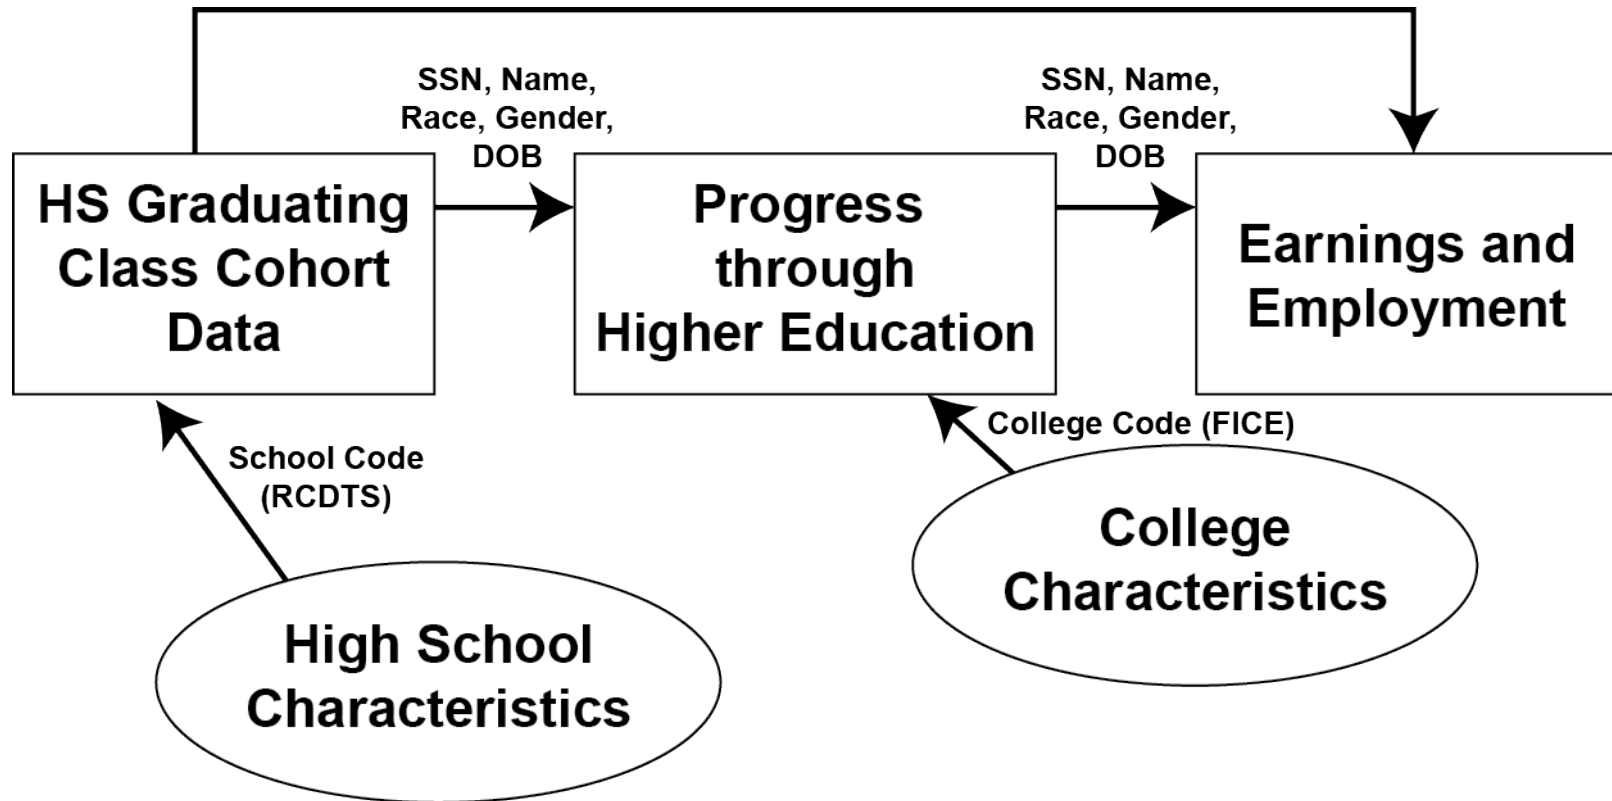 SSN, Name,
Race, Gender,
DOB
SSN, Name,
Race, Gender,
DOB
HS Graduating
Class Cohort
Data
Progress
through
Higher Education
Earnings and
Employment
School Code
(RCDTS)
College Code (FICE)
High School
Characteristics
College
Characteristics